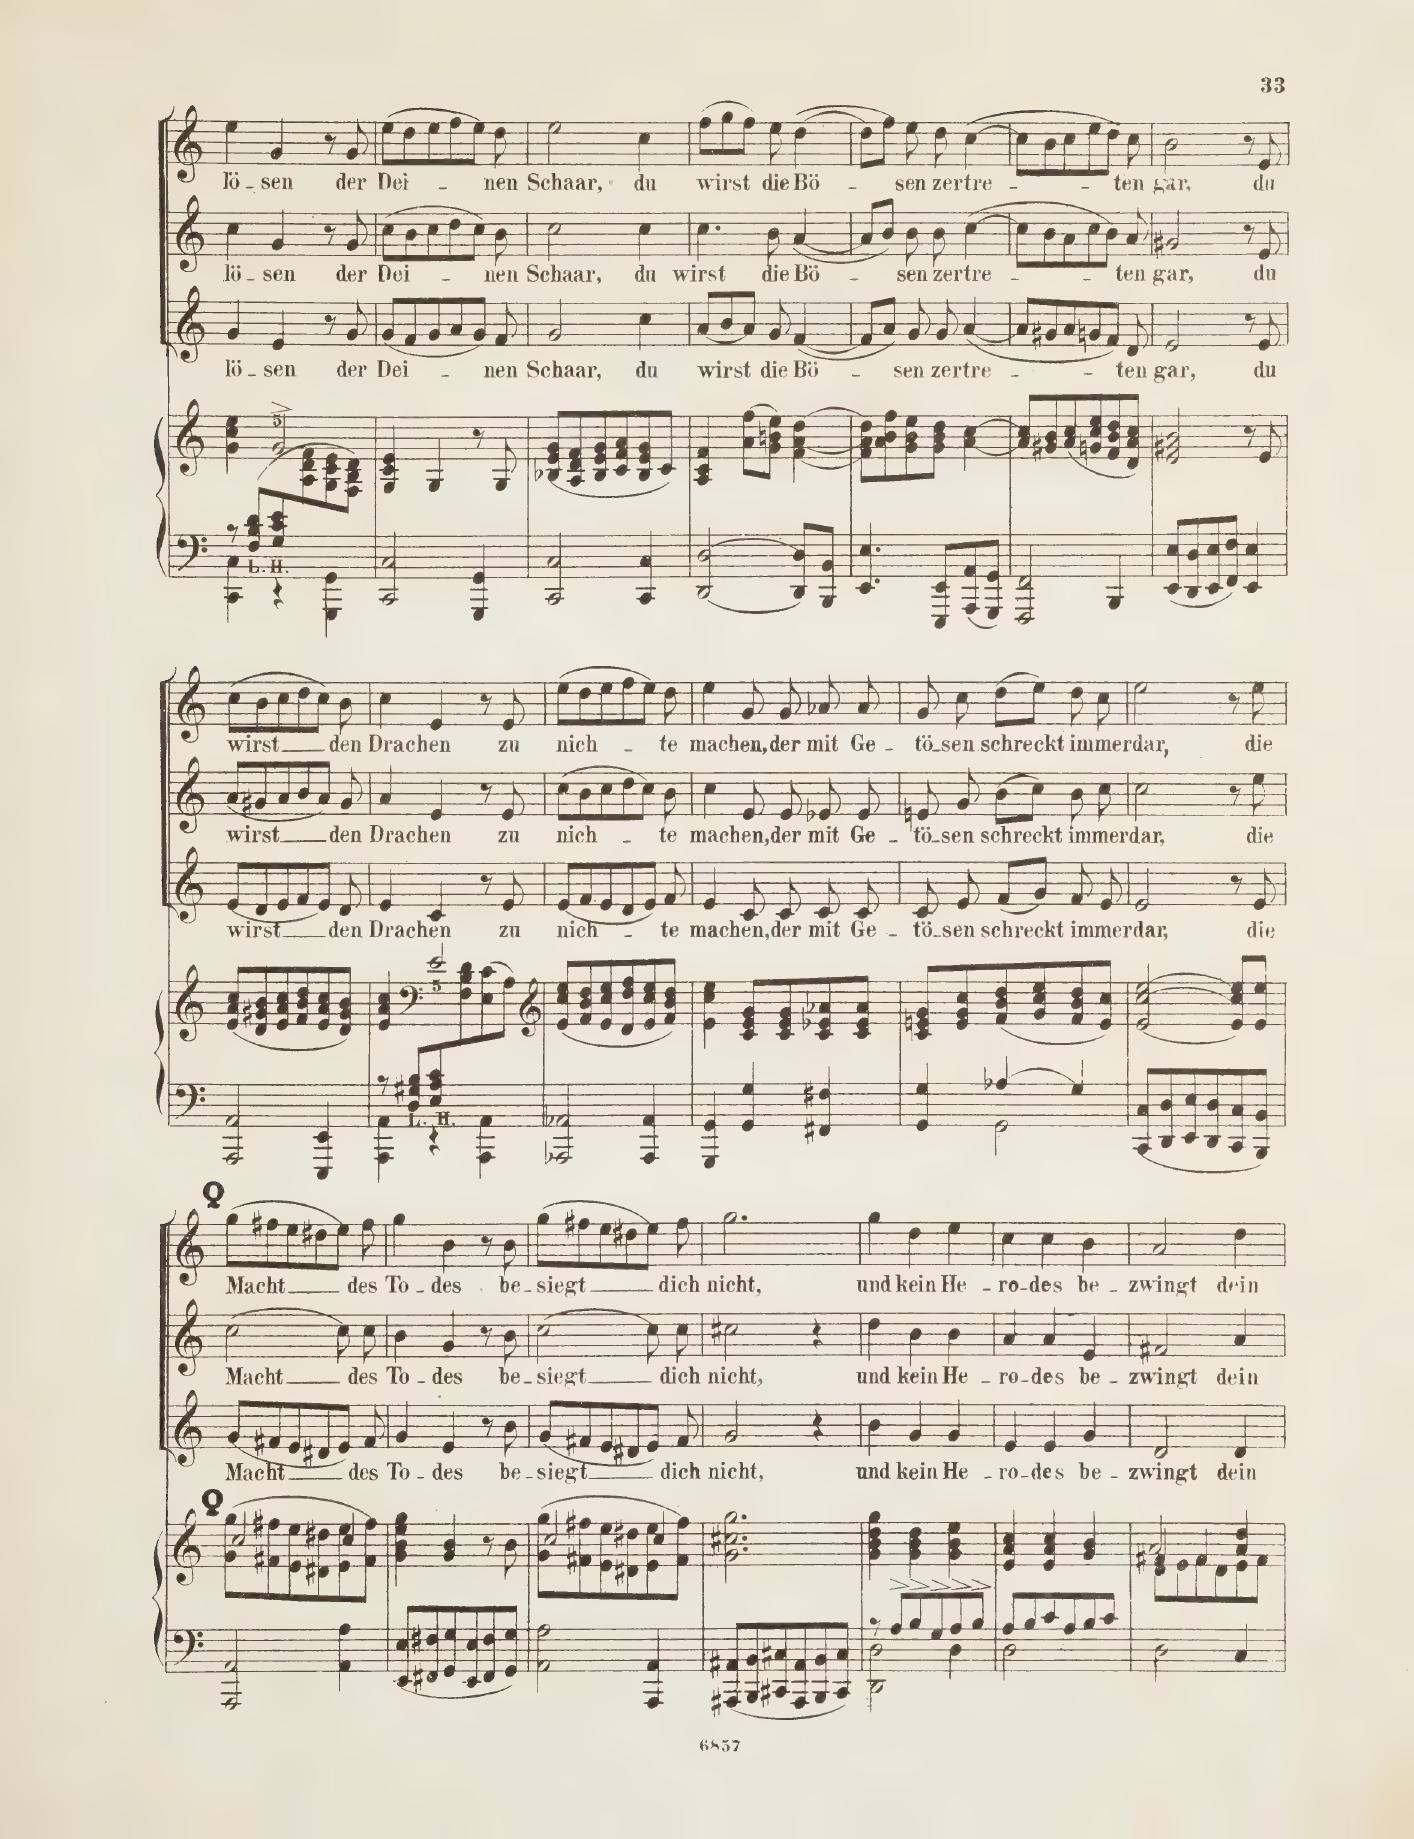 33
lö - sen der Dei - nen Schaar, du wirst die Bö - sen zertre - - - ten gar, du
lö - sen der Dei - nen Schaar, du wirst die Bö - sen zertre - - - ten gar, du
lö - sen der Dei - nen Schaar, du wirst die Bö - sen zertre - - - ten gar, du
5
L. H.
wirst den Drachen zu nich - te machen, der mit Ge - tö - sen schreckt immerdar, die
wirst den Drachen zu nich - te machen, der mit Ge - tö - sen schreckt immerdar, die
wirst den Drachen zu nich - te machen, der mit Ge - tö - sen schreckt immerdar, die
5
L. H.
Q
Macht des To - des be - siegt dich nicht, und kein He - ro - des be - zwingt dein
Macht des To - des be - siegt dich nicht, und kein He - ro - des be - zwingt dein
Macht des To - des be - siegt dich nicht, und kein He - ro - des be - zwingt dein
Q
6857